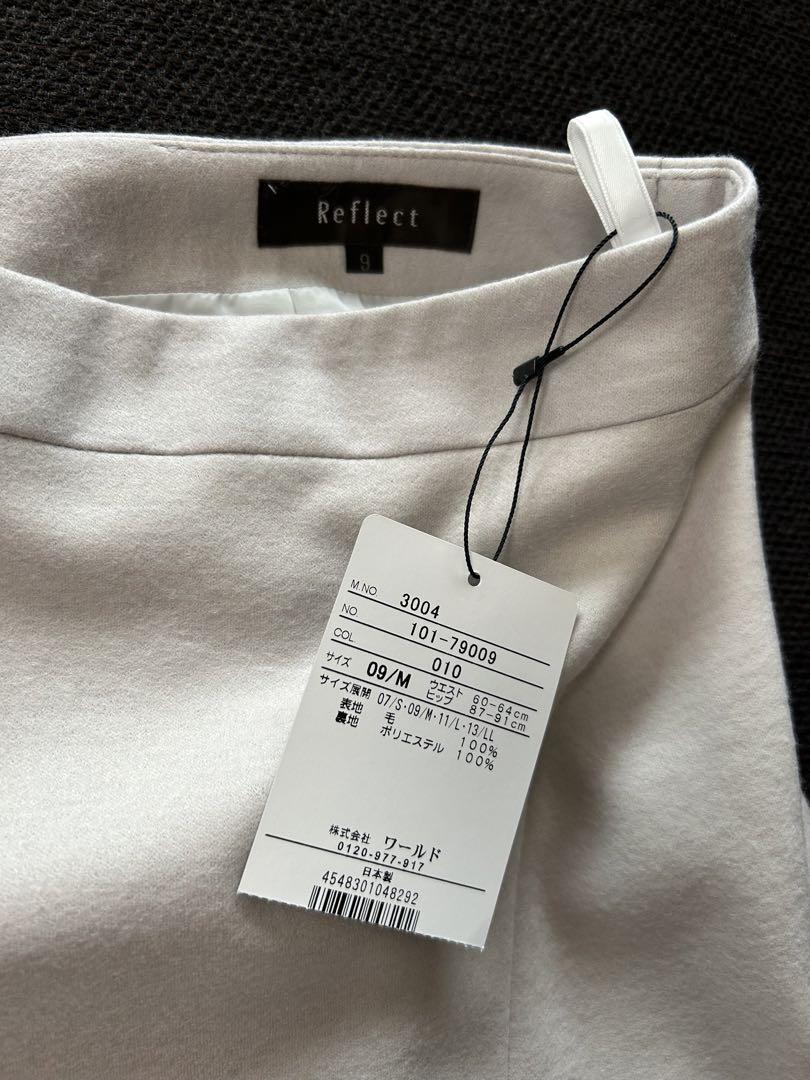 Reflect
9
M.NO 3004
NO 101-79009
COL. 010
サイズ 09/M ウエスト 60-64cm
ヒップ 87-91cm
サイズ展開 07/S・09/M・11/L・13/LL
表地 毛 100%
裏地 ポリエステル 100%
株式会社 ワールド
0120-977-917
日本製
4548301048292